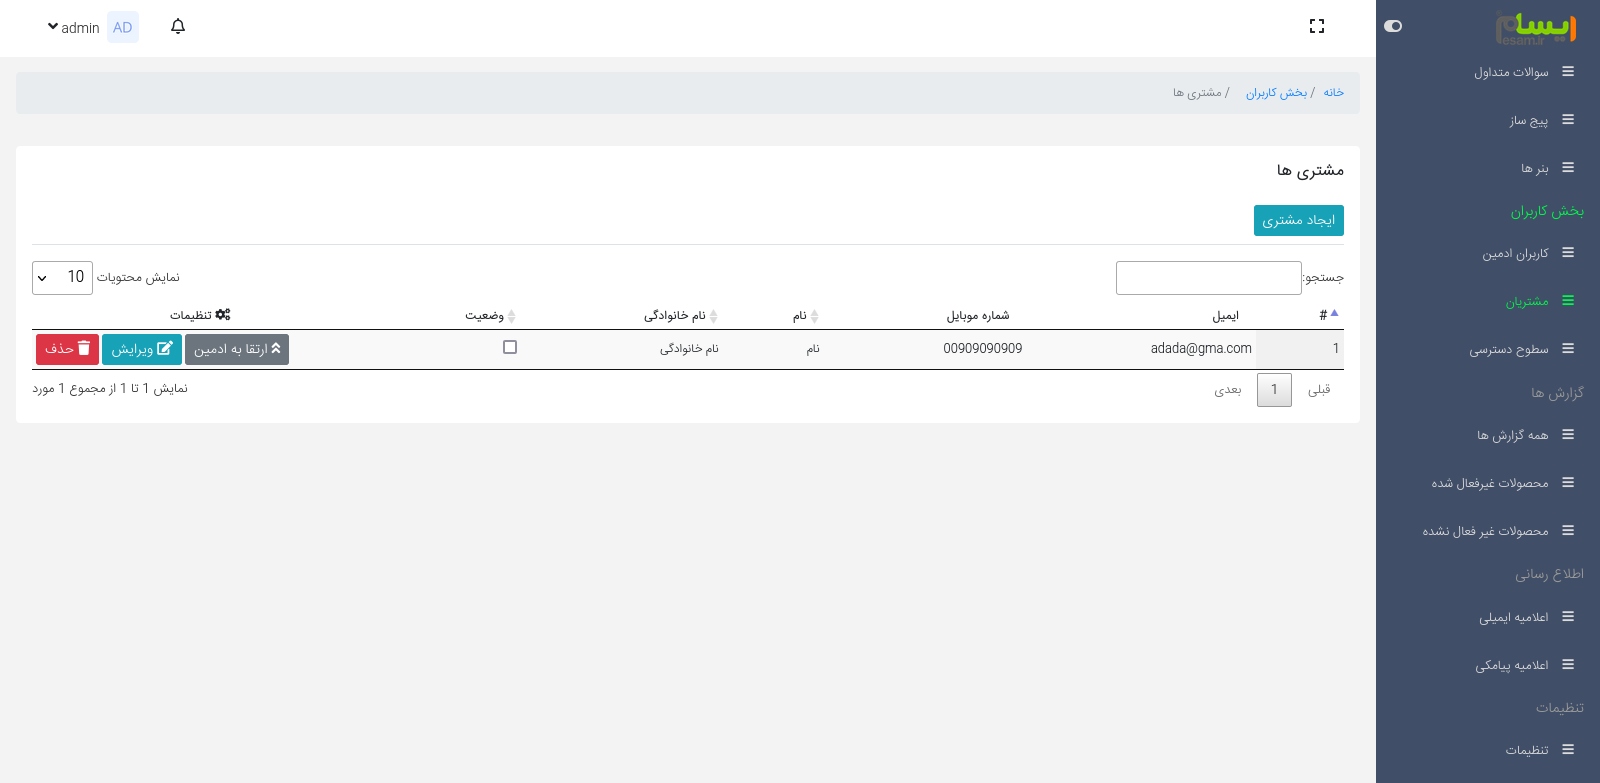 ایسام
esam.ir
سوالات متداول
پیج ساز
بنر ها
بخش کاربران
کاربران ادمین
مشتریان
سطوح دسترسی
گزارش ها
همه گزارش ها
محصولات غیرفعال شده
محصولات غیر فعال نشده
اطلاع رسانی
اعلامیه ایمیلی
اعلامیه پیامکی
تنظیمات
تنظیمات
AD admin
خانه / بخش کاربران / مشتری ها
مشتری ها
ایجاد مشتری
جستجو:
نمایش محتویات 10
# ایمیل شماره موبایل نام نام خانوادگی وضعیت تنظیمات
1 adada@gma.com 00909090909 نام نام خانوادگی ارتقا به ادمین ویرایش حذف
قبلی 1 بعدی
نمایش 1 تا 1 از مجموع 1 مورد